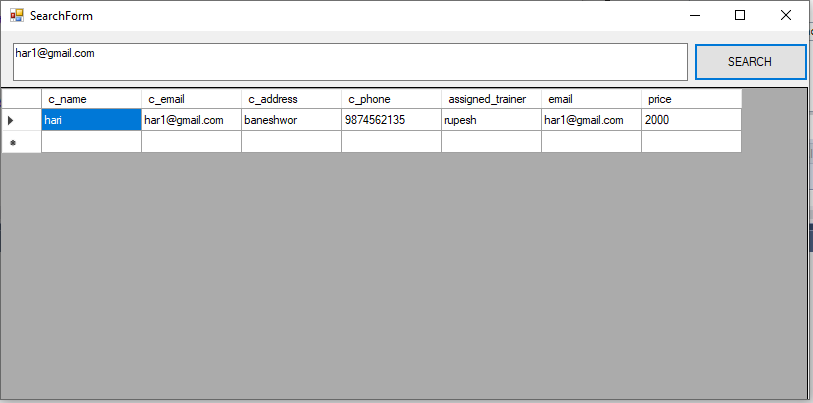 SearchForm
har1@gmail.com
SEARCH
c_name c_email c_address c_phone assigned_trainer email price
hari har1@gmail.com baneshwor 9874562135 rupesh har1@gmail.com 2000